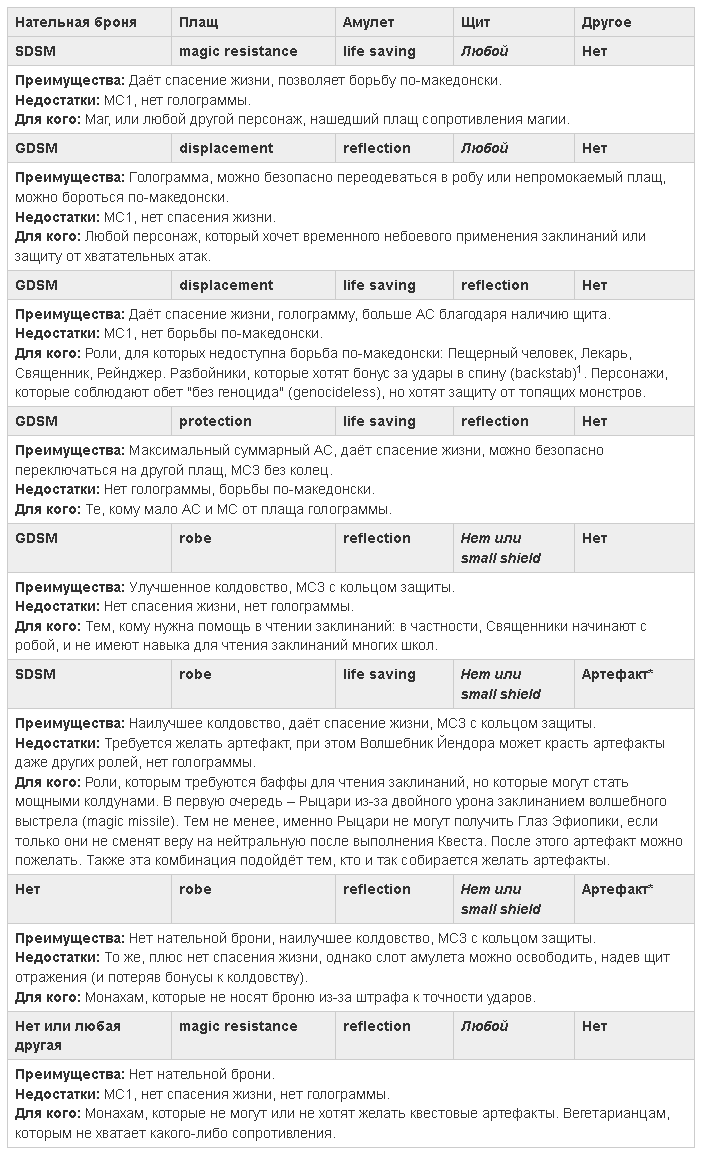 Нательная броня Плащ Амулет Щит Другое
SDSM magic resistance life saving Любой Нет
Преимущества: Даёт спасение жизни, позволяет борьбу по-македонски.
Недостатки: MC1, нет голограммы.
Для кого: Маг, или любой другой персонаж, нашедший плащ сопротивления магии.
GDSM displacement reflection Любой Нет
Преимущества: Голограмма, можно безопасно переодеваться в робу или непромокаемый плащ,
можно бороться по-македонски.
Недостатки: MC1, нет спасения жизни.
Для кого: Любой персонаж, который хочет временного небоевого применения заклинаний или
защиту от хватательных атак.
GDSM displacement life saving reflection Нет
Преимущества: Даёт спасение жизни, голограмму, больше AC благодаря наличию щита.
Недостатки: MC1, нет борьбы по-македонски.
Для кого: Роли, для которых недоступна борьба по-македонски: Пещерный человек, Лекарь,
Священник, Рейнджер. Разбойники, которые хотят бонус за удары в спину (backstab)¹. Персонажи,
которые соблюдают обет "без геноцида" (genocideless), но хотят защиту от топящих монстров.
GDSM protection life saving reflection Нет
Преимущества: Максимальный суммарный AC, даёт спасение жизни, можно безопасно
переключаться на другой плащ, MC3 без колец.
Недостатки: Нет голограммы, борьбы по-македонски.
Для кого: Те, кому мало AC и MC от плаща голограммы.
GDSM robe reflection Нет или Нет
small shield
Преимущества: Улучшенное колдовство, MC3 с кольцом защиты.
Недостатки: Нет спасения жизни, нет голограммы.
Для кого: Тем, кому нужна помощь в чтении заклинаний: в частности, Священники начинают с
робой, и не имеют навыка для чтения заклинаний многих школ.
SDSM robe life saving Нет или Артефакт*
small shield
Преимущества: Наилучшее колдовство, даёт спасение жизни, MC3 с кольцом защиты.
Недостатки: Требуется желать артефакт, при этом Волшебник Йендора может красть артефакты
даже других ролей, нет голограммы.
Для кого: Роли, которым требуются баффы для чтения заклинаний, но которые могут стать
мощными колдунами. В первую очередь – Рыцари из-за двойного урона заклинанием волшебного
выстрела (magic missile). Тем не менее, именно Рыцари не могут получить Глаз Эфиопики, если
только они не сменят веру на нейтральную после выполнения Квеста. После этого артефакт можно
пожелать. Также эта комбинация подойдёт тем, кто и так собирается желать артефакты.
Нет robe reflection Нет или Артефакт*
small shield
Преимущества: Нет нательной брони, наилучшее колдовство, MC3 с кольцом защиты.
Недостатки: То же, плюс нет спасения жизни, однако слот амулета можно освободить, надев щит
отражения (и потеряв бонусы к колдовству).
Для кого: Монахам, которые не носят броню из-за штрафа к точности ударов.
Нет или любая magic resistance reflection Любой Нет
другая
Преимущества: Нет нательной брони.
Недостатки: MC1, нет спасения жизни, нет голограммы.
Для кого: Монахам, которые не могут или не хотят желать квестовые артефакты. Вегетарианцам,
которым не хватает какого-либо сопротивления.